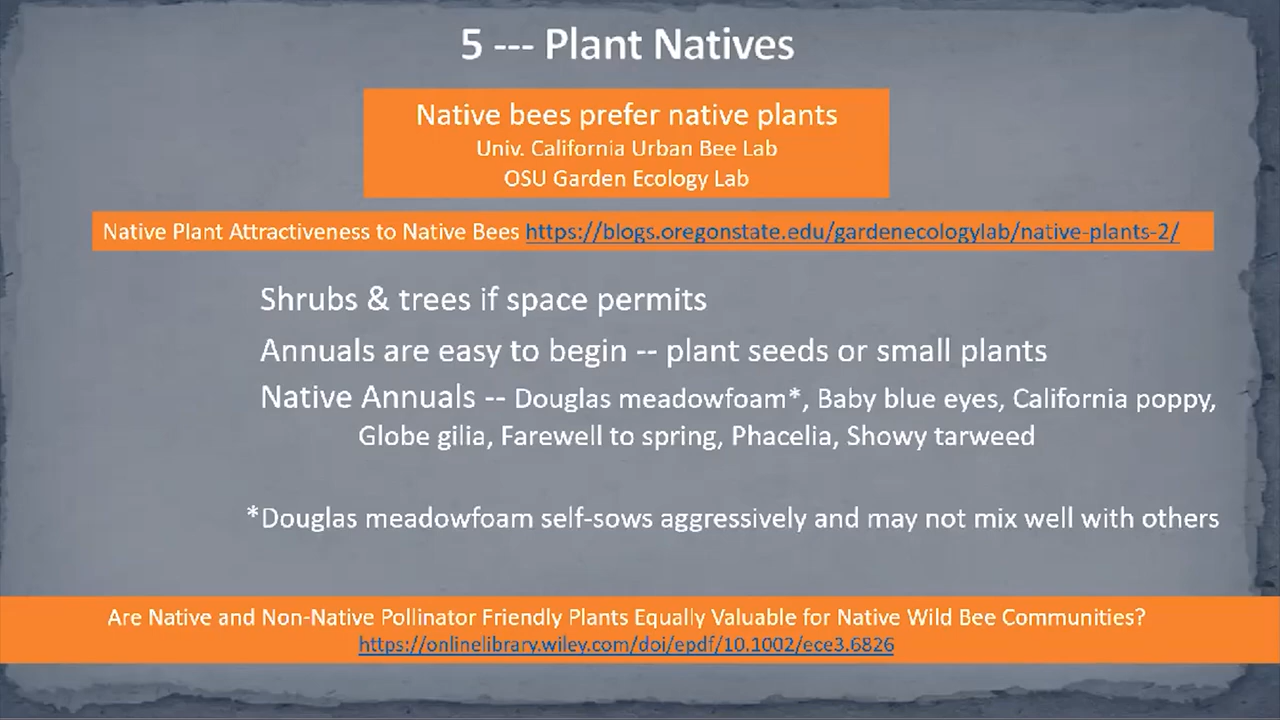 5 --- Plant Natives
Native bees prefer native plants
Univ. California Urban Bee Lab
OSU Garden Ecology Lab
Native Plant Attractiveness to Native Bees https://blogs.oregonstate.edu/gardenecologylab/native-plants-2/
Shrubs & trees if space permits
Annuals are easy to begin -- plant seeds or small plants
Native Annuals -- Douglas meadowfoam*, Baby blue eyes, California poppy,
Globe gilia, Farewell to spring, Phacelia, Showy tarweed
*Douglas meadowfoam self-sows aggressively and may not mix well with others
Are Native and Non-Native Pollinator Friendly Plants Equally Valuable for Native Wild Bee Communities?
https://onlinelibrary.wiley.com/doi/epdf/10.1002/ece3.6826